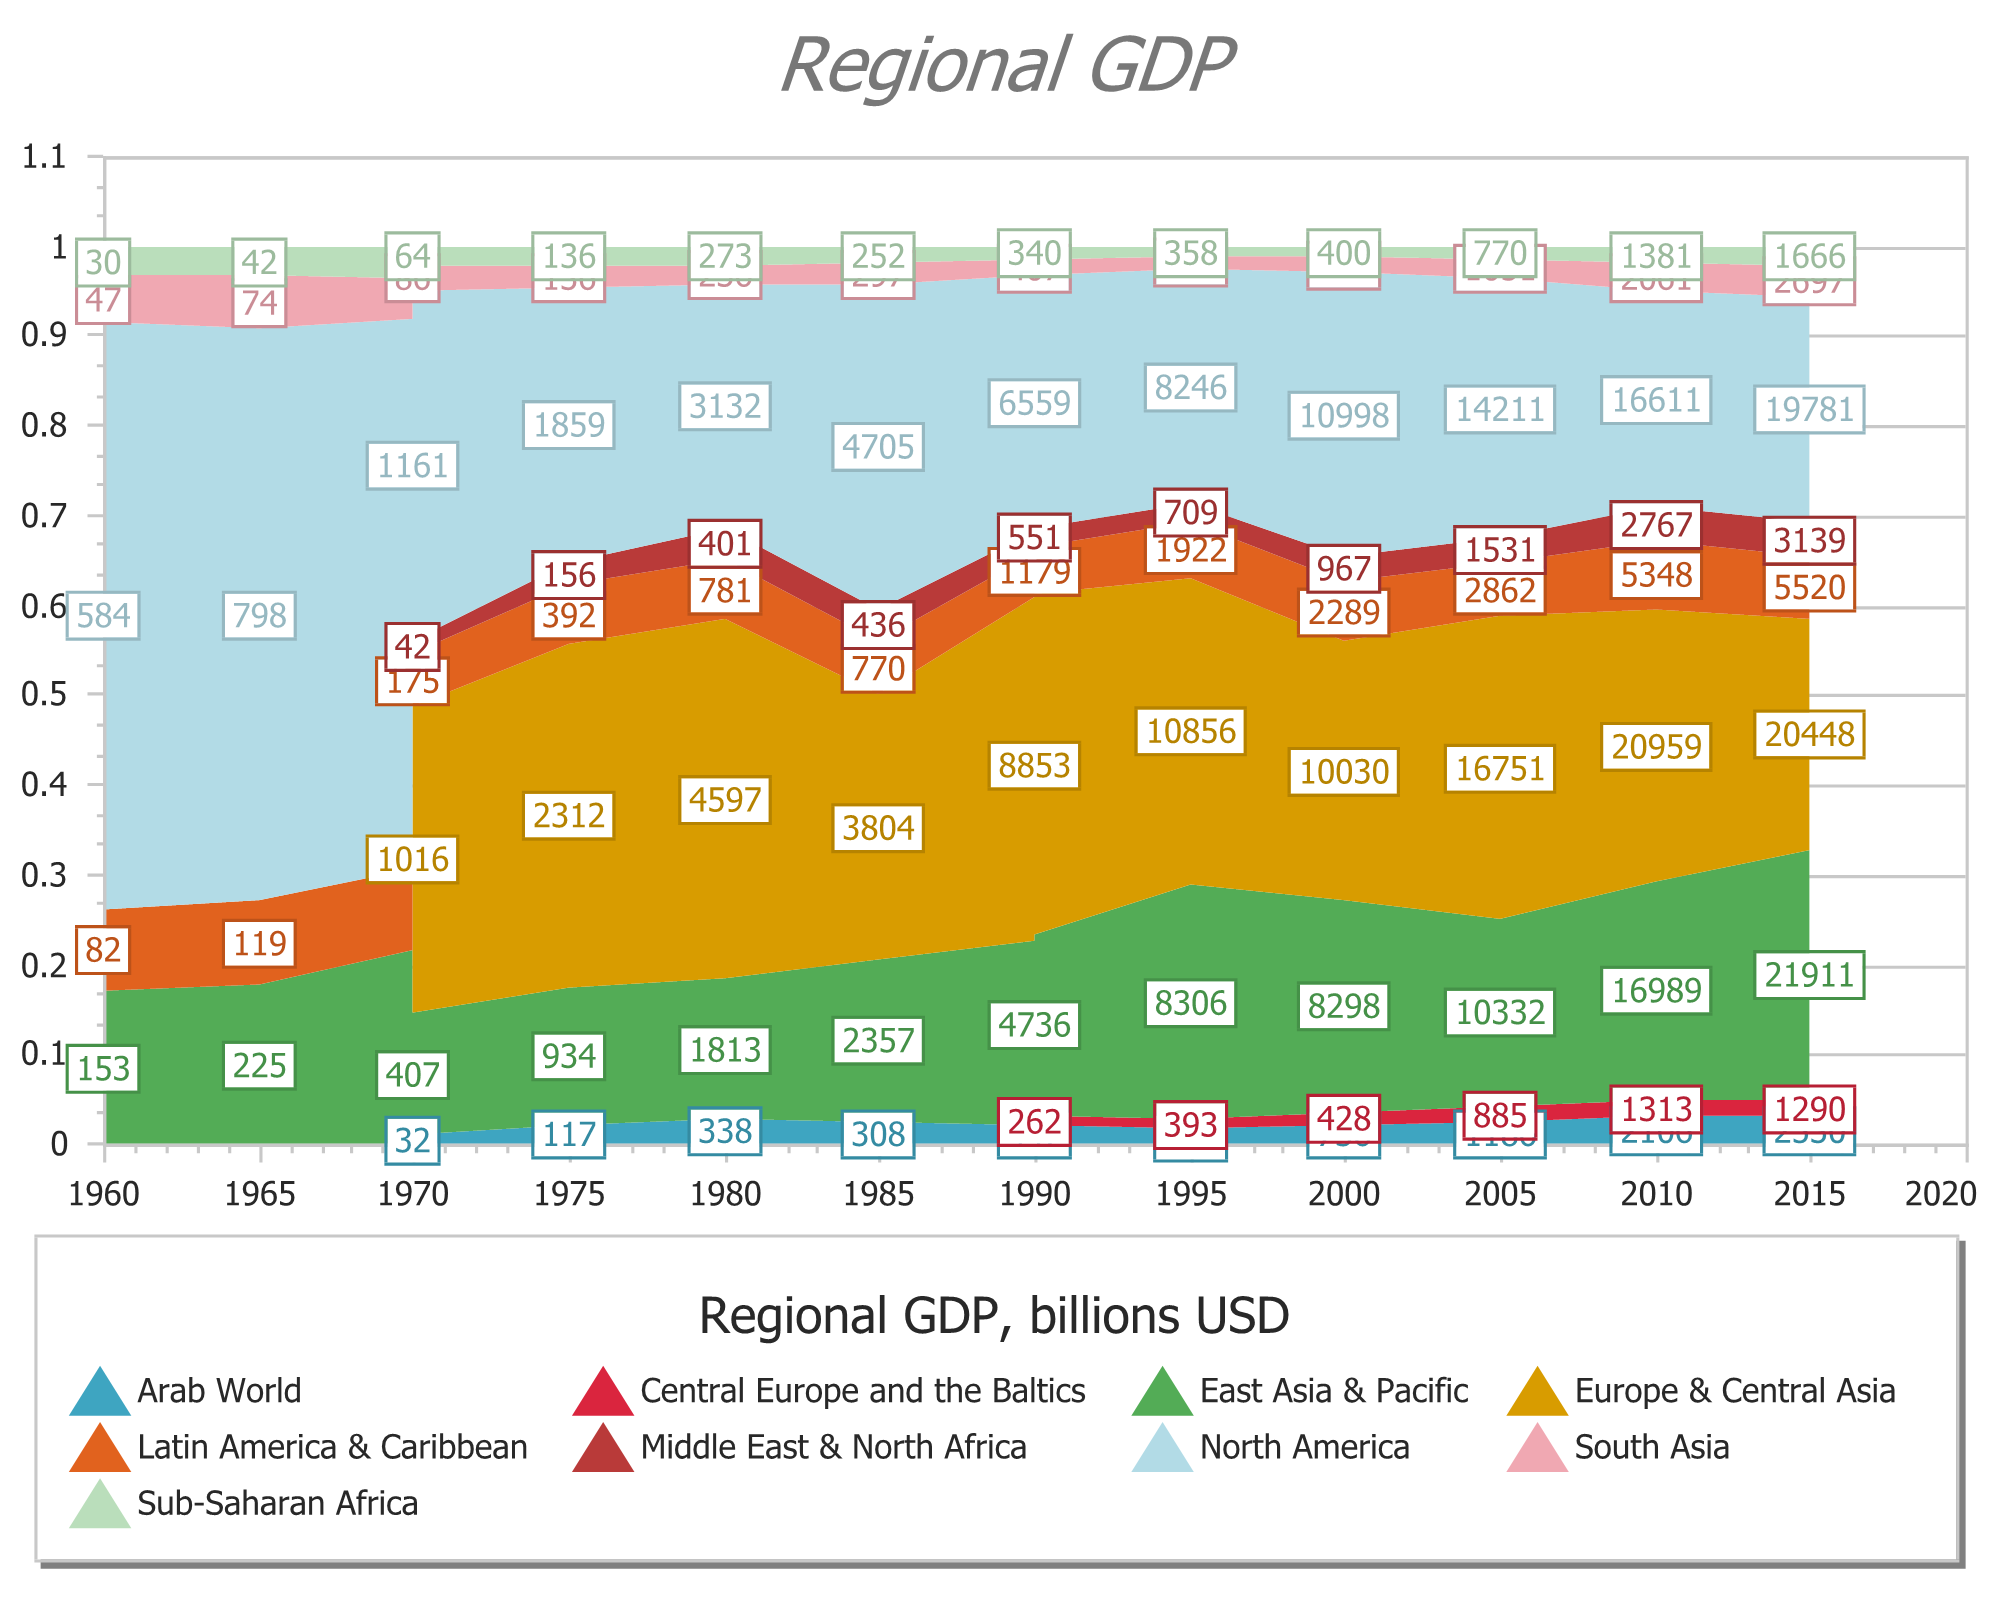 Regional GDP
1.1
1
0.9
0.8
0.7
0.6
0.5
0.4
0.3
0.2
0.1
0
30 42 64 136 273 252 340 358 400 770 1381 1666
47 74
584 798 1161 1859 3132 4705 6559 8246 10998 14211 16611 19781
42 156 401 436 551 709 967 1531 2767 3139
82 119 175 392 781 770 1179 1922 2289 2862 5348 5520
1016 2312 4597 3804 8853 10856 10030 16751 20959 20448
153 225 407 934 1813 2357 4736 8306 8298 10332 16989 21911
262 393 428 885 1313 1290
32 117 338 308
1960 1965 1970 1975 1980 1985 1990 1995 2000 2005 2010 2015 2020
Regional GDP, billions USD
Arab World Central Europe and the Baltics East Asia & Pacific Europe & Central Asia
Latin America & Caribbean Middle East & North Africa North America South Asia
Sub-Saharan Africa